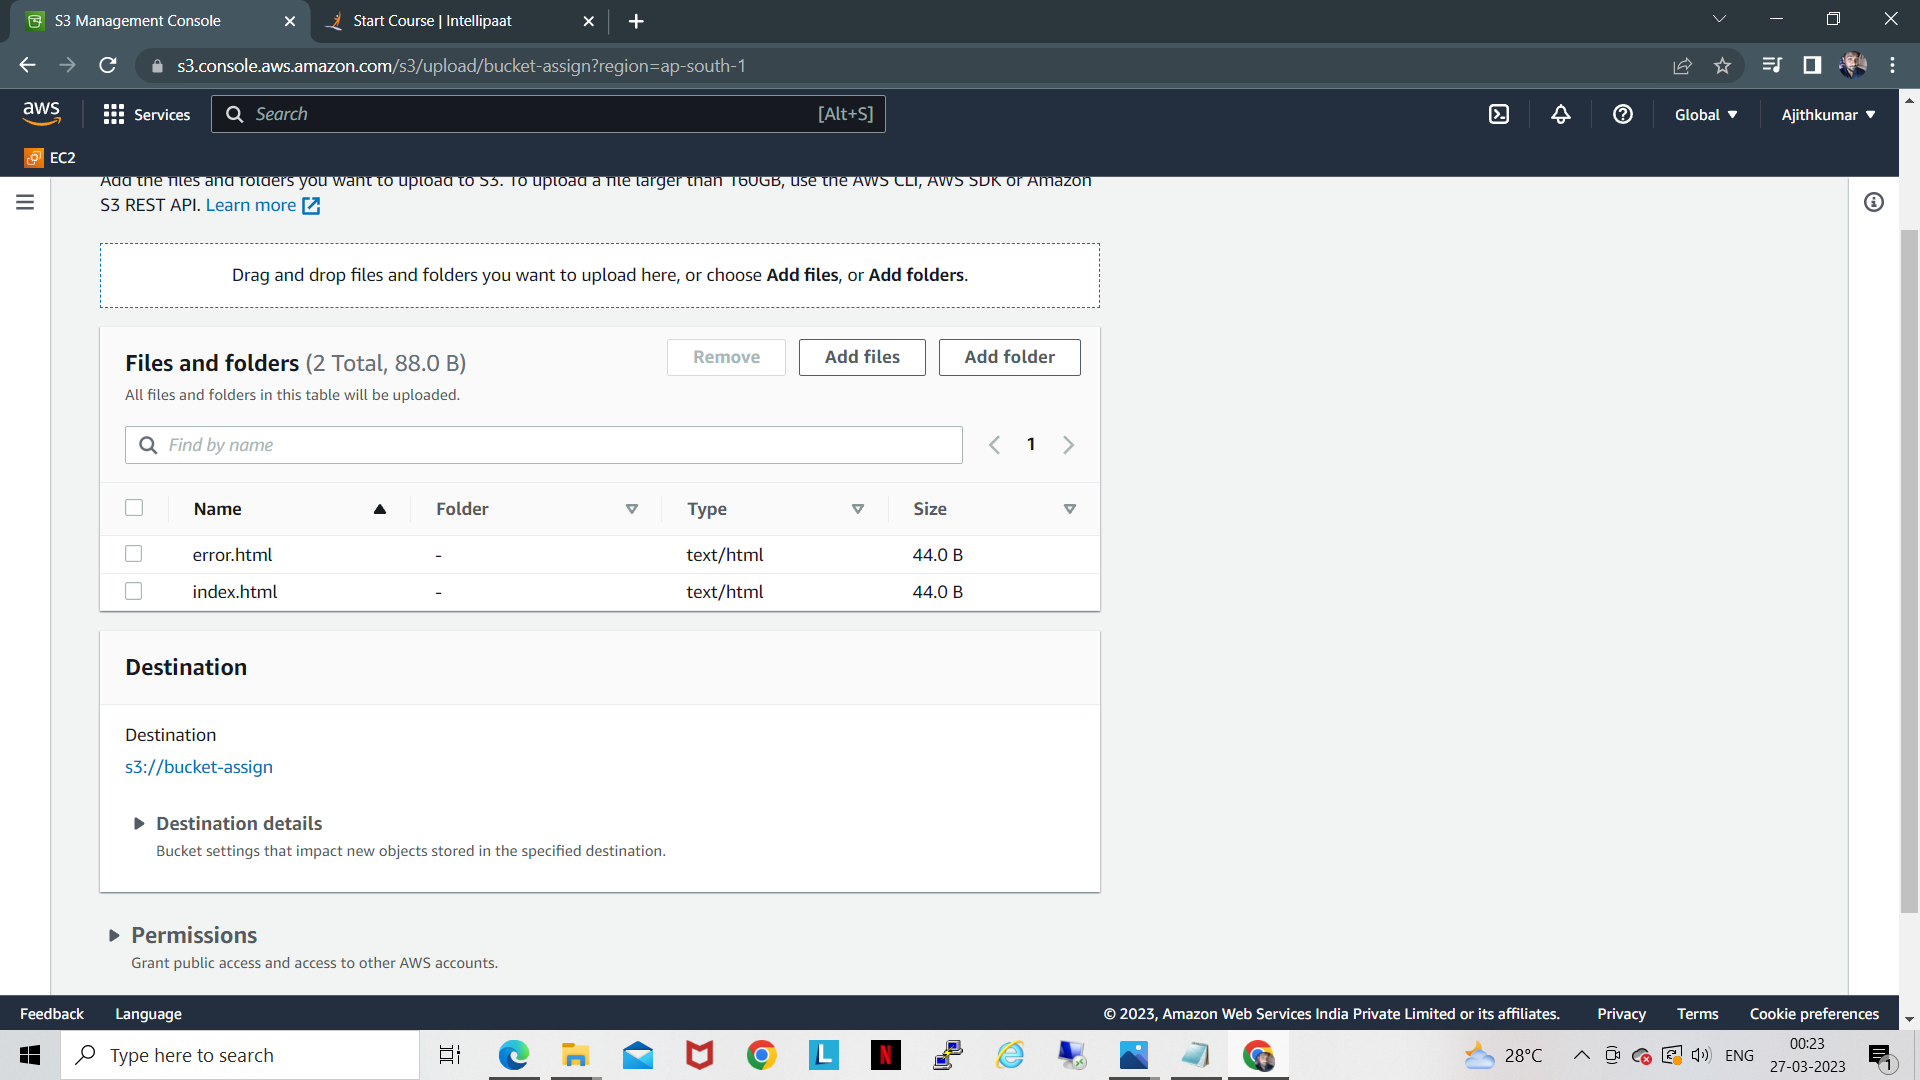 S3 Management Console
Start Course | Intellipaat
s3.console.aws.amazon.com/s3/upload/bucket-assign?region=ap-south-1
aws
Services
Search
[Alt+S]
Global
Ajithkumar
EC2
Add the files and folders you want to upload to S3. To upload a file larger than 160GB, use the AWS CLI, AWS SDK or Amazon
S3 REST API. Learn more
Drag and drop files and folders you want to upload here, or choose Add files, or Add folders.
Files and folders (2 Total, 88.0 B)
Remove
Add files
Add folder
All files and folders in this table will be uploaded.
Find by name
1
Name Folder Type Size
error.html - text/html 44.0 B
index.html - text/html 44.0 B
Destination
Destination
s3://bucket-assign
Destination details
Bucket settings that impact new objects stored in the specified destination.
Permissions
Grant public access and access to other AWS accounts.
Feedback
Language
© 2023, Amazon Web Services India Private Limited or its affiliates.
Privacy
Terms
Cookie preferences
Type here to search
L
N
28°C
ENG
00:23
27-03-2023
1